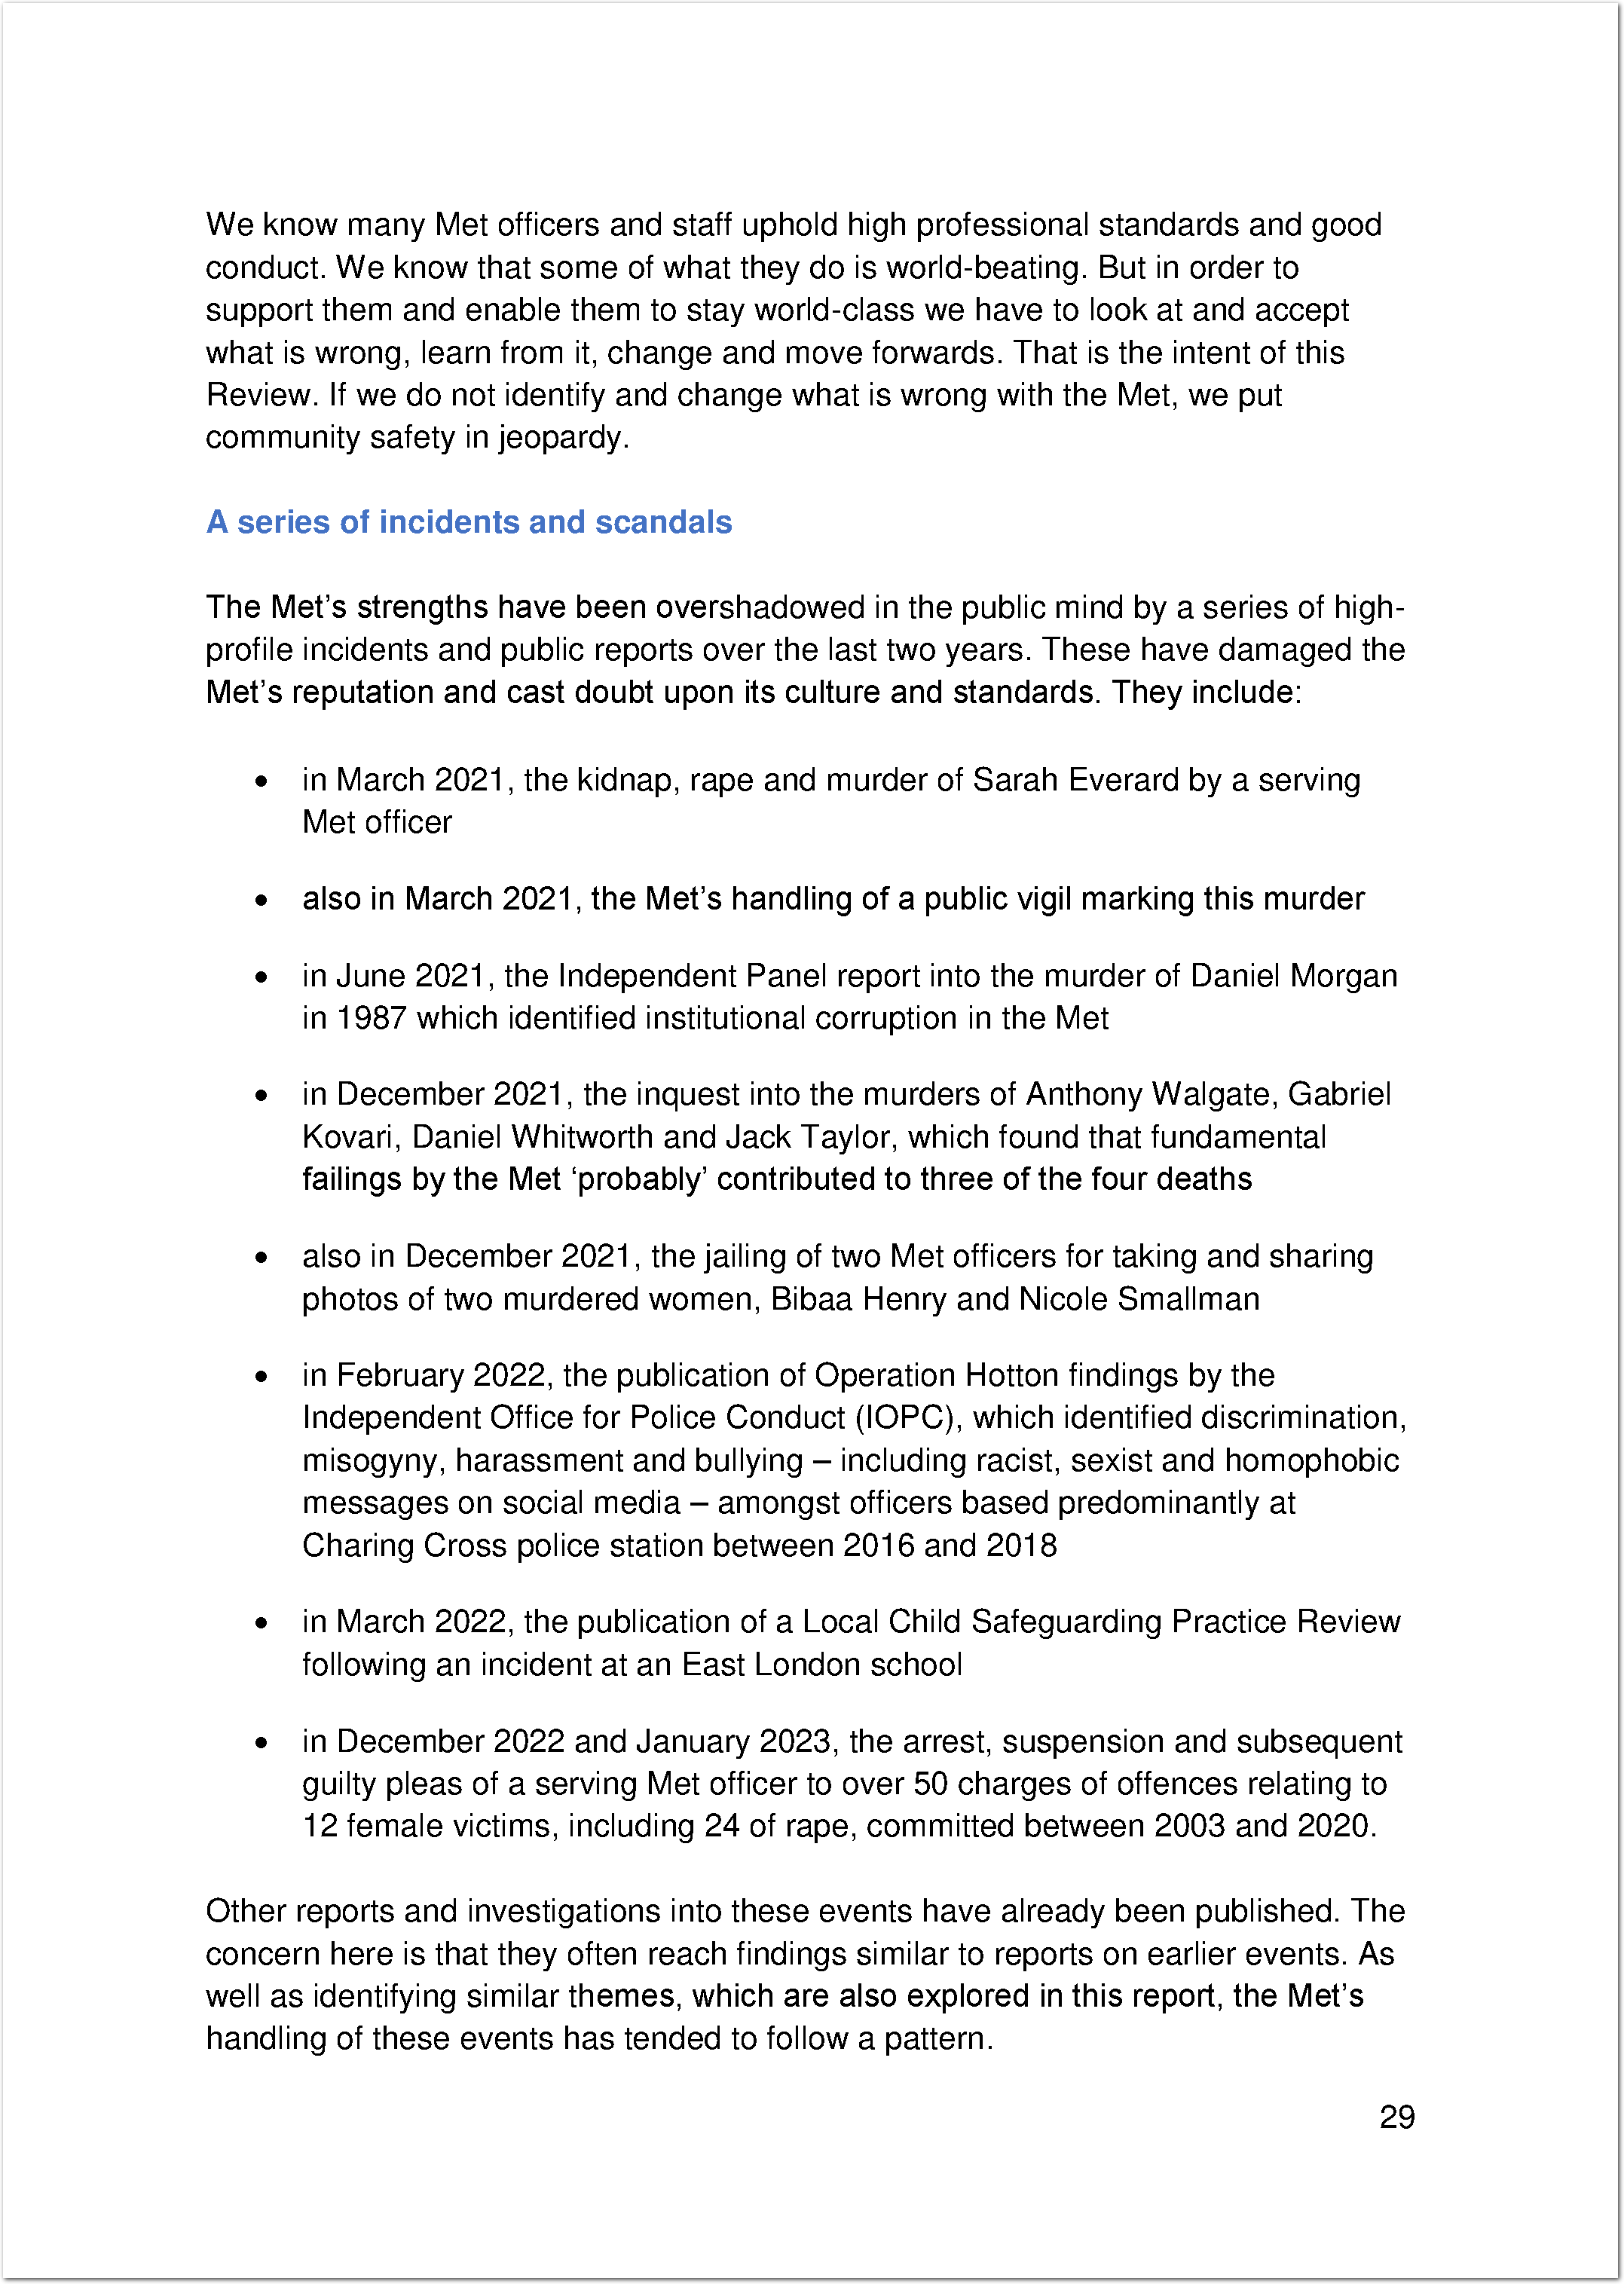 We know many Met officers and staff uphold high professional standards and good
conduct. We know that some of what they do is world-beating. But in order to
support them and enable them to stay world-class we have to look at and accept
what is wrong, learn from it, change and move forwards. That is the intent of this
Review. If we do not identify and change what is wrong with the Met, we put
community safety in jeopardy.
A series of incidents and scandals
The Met’s strengths have been overshadowed in the public mind by a series of high-
profile incidents and public reports over the last two years. These have damaged the
Met’s reputation and cast doubt upon its culture and standards. They include:
• in March 2021, the kidnap, rape and murder of Sarah Everard by a serving
Met officer
• also in March 2021, the Met’s handling of a public vigil marking this murder
• in June 2021, the Independent Panel report into the murder of Daniel Morgan
in 1987 which identified institutional corruption in the Met
• in December 2021, the inquest into the murders of Anthony Walgate, Gabriel
Kovari, Daniel Whitworth and Jack Taylor, which found that fundamental
failings by the Met ‘probably’ contributed to three of the four deaths
• also in December 2021, the jailing of two Met officers for taking and sharing
photos of two murdered women, Bibaa Henry and Nicole Smallman
• in February 2022, the publication of Operation Hotton findings by the
Independent Office for Police Conduct (IOPC), which identified discrimination,
misogyny, harassment and bullying – including racist, sexist and homophobic
messages on social media – amongst officers based predominantly at
Charing Cross police station between 2016 and 2018
• in March 2022, the publication of a Local Child Safeguarding Practice Review
following an incident at an East London school
• in December 2022 and January 2023, the arrest, suspension and subsequent
guilty pleas of a serving Met officer to over 50 charges of offences relating to
12 female victims, including 24 of rape, committed between 2003 and 2020.
Other reports and investigations into these events have already been published. The
concern here is that they often reach findings similar to reports on earlier events. As
well as identifying similar themes, which are also explored in this report, the Met’s
handling of these events has tended to follow a pattern.
29